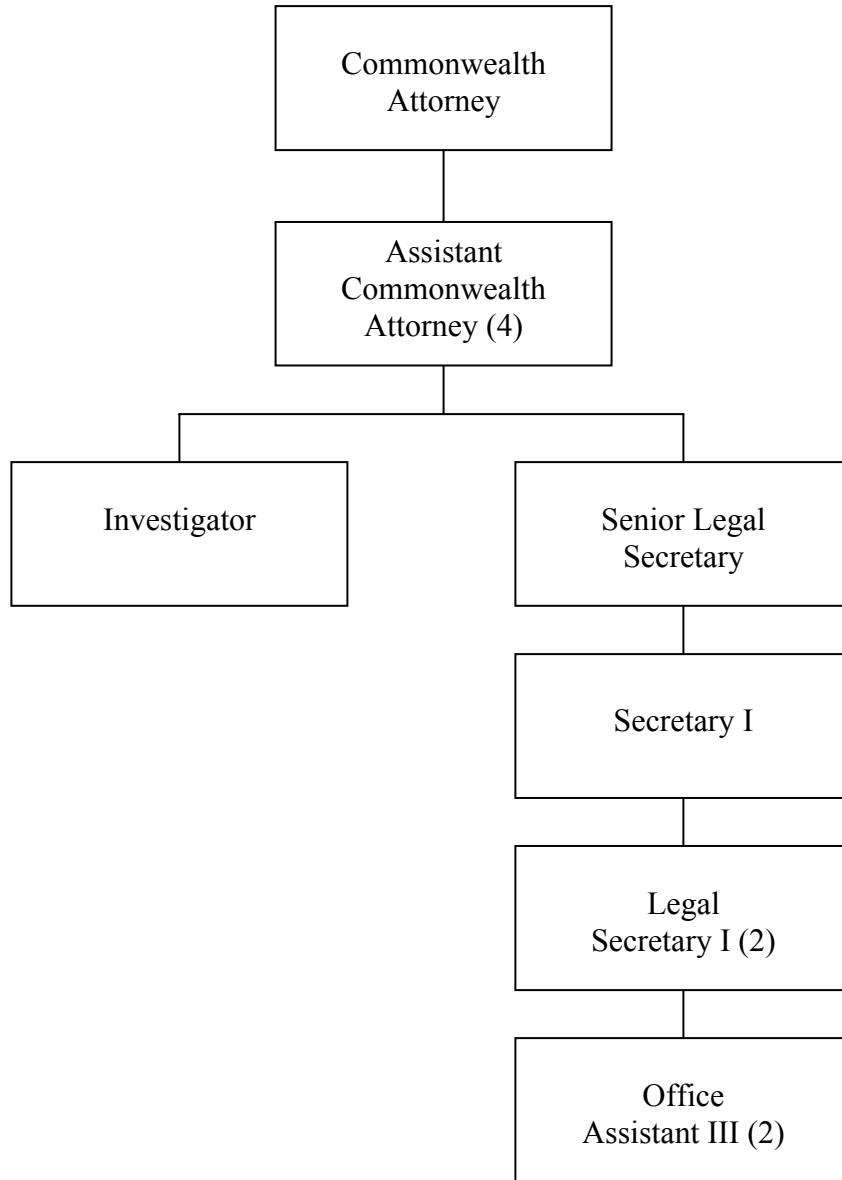 Commonwealth
Attorney
Assistant
Commonwealth
Attorney (4)
Investigator
Senior Legal
Secretary
Secretary I
Legal
Secretary I (2)
Office
Assistant III (2)